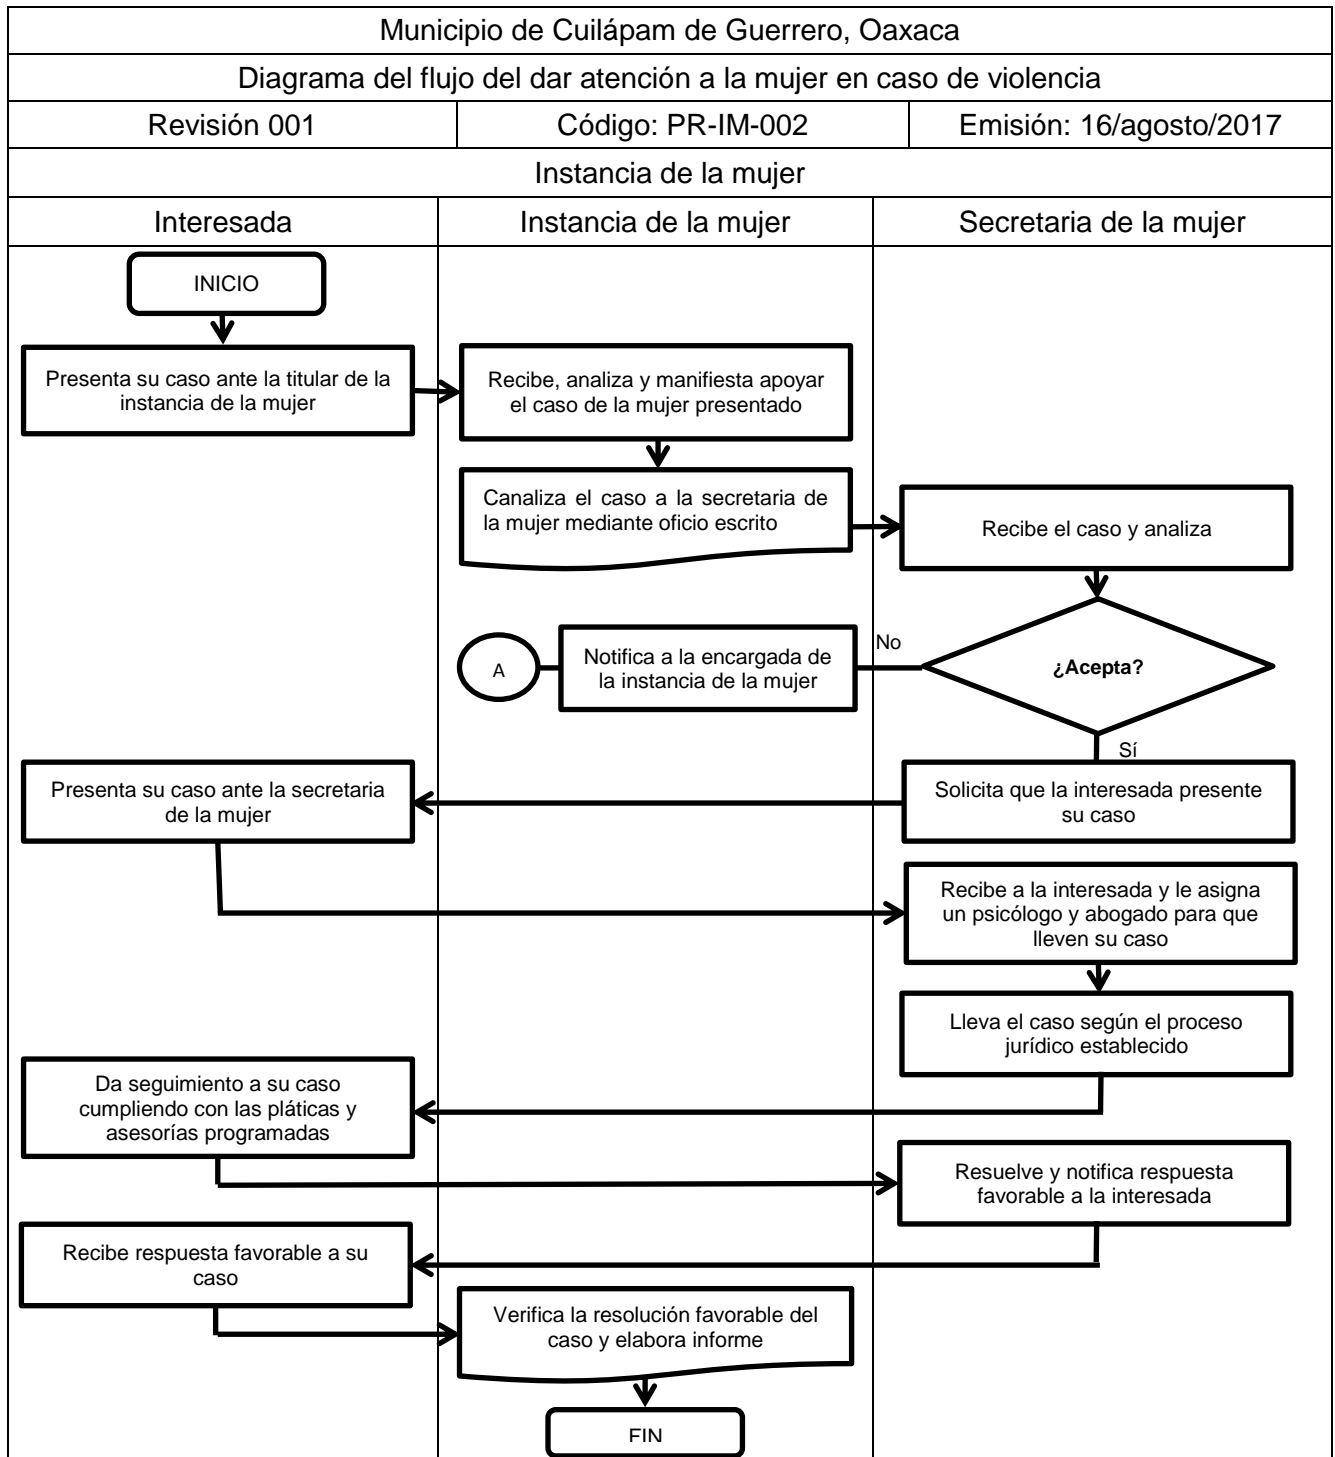 Municipio de Cuilápam de Guerrero, Oaxaca
Diagrama del flujo del dar atención a la mujer en caso de violencia
Revisión 001
Código: PR-IM-002
Emisión: 16/agosto/2017
Instancia de la mujer
Interesada
Instancia de la mujer
Secretaria de la mujer
INICIO
Presenta su caso ante la titular de la
instancia de la mujer
Recibe, analiza y manifiesta apoyar
el caso de la mujer presentado
Canaliza el caso a la secretaria de
la mujer mediante oficio escrito
Recibe el caso y analiza
¿Acepta?
No
Notifica a la encargada de
la instancia de la mujer
A
Sí
Solicita que la interesada presente
su caso
Presenta su caso ante la secretaria
de la mujer
Recibe a la interesada y le asigna
un psicólogo y abogado para que
lleven su caso
Lleva el caso según el proceso
jurídico establecido
Da seguimiento a su caso
cumpliendo con las pláticas y
asesorías programadas
Resuelve y notifica respuesta
favorable a la interesada
Recibe respuesta favorable a su
caso
Verifica la resolución favorable del
caso y elabora informe
FIN